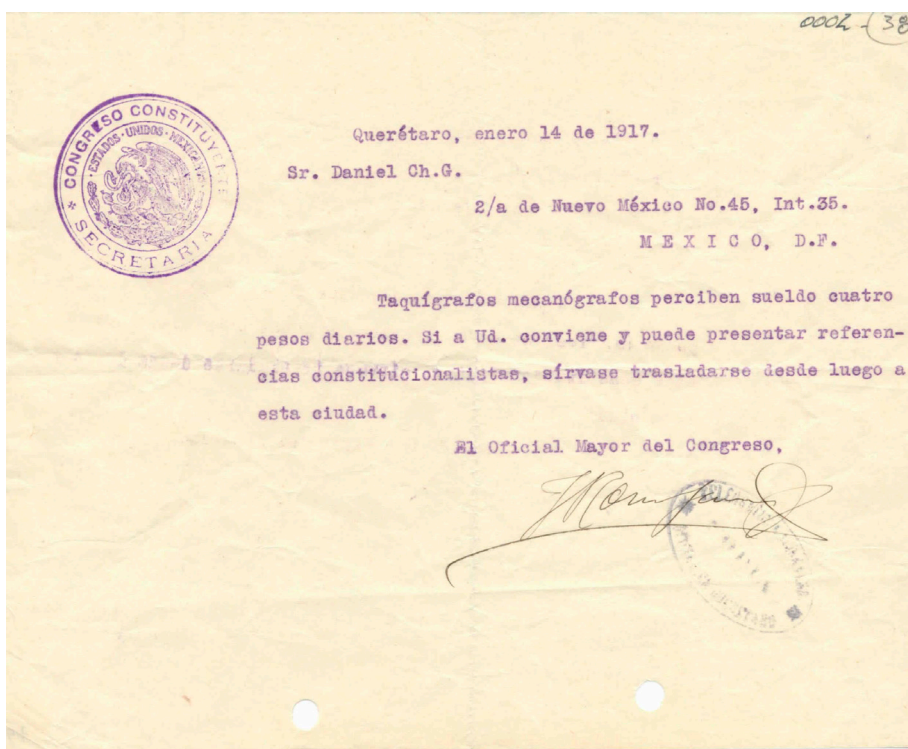 0002 - (38
CONGRESO CONSTITUYENTE
ESTADOS · UNIDOS · MEXICANOS
SECRETARIA
Querétaro, enero 14 de 1917.
Sr. Daniel Ch.G.
2/a de Nuevo México No.45, Int.35.
M E X I C O, D.F.
Taquígrafos mecanógrafos perciben sueldo cuatro
pesos diarios. Si a Ud. conviene y puede presentar referen-
cias constitucionalistas, sírvase trasladarse desde luego a
esta ciudad.
El Oficial Mayor del Congreso,